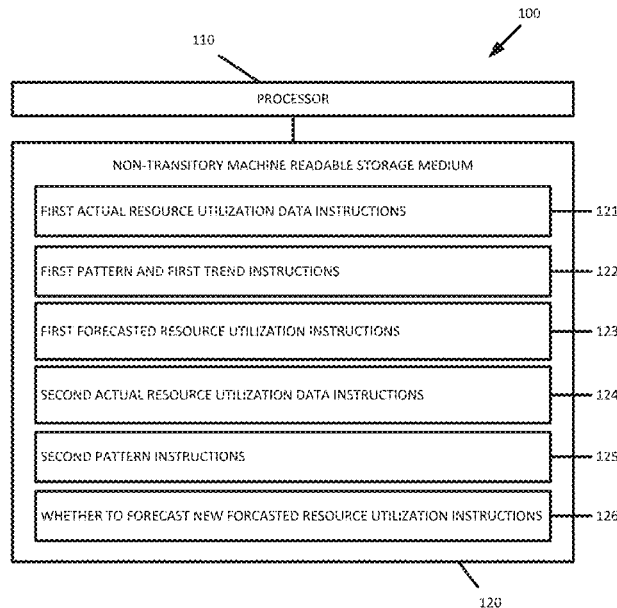 100
110
PROCESSOR
NON-TRANSITORY MACHINE READABLE STORAGE MEDIUM
FIRST ACTUAL RESOURCE UTILIZATION DATA INSTRUCTIONS
121
FIRST PATTERN AND FIRST TREND INSTRUCTIONS
122
FIRST FORECASTED RESOURCE UTILIZATION INSTRUCTIONS
123
SECOND ACTUAL RESOURCE UTILIZATION DATA INSTRUCTIONS
124
SECOND PATTERN INSTRUCTIONS
125
WHETHER TO FORECAST NEW FORCASTED RESOURCE UTILIZATION INSTRUCTIONS
126
120